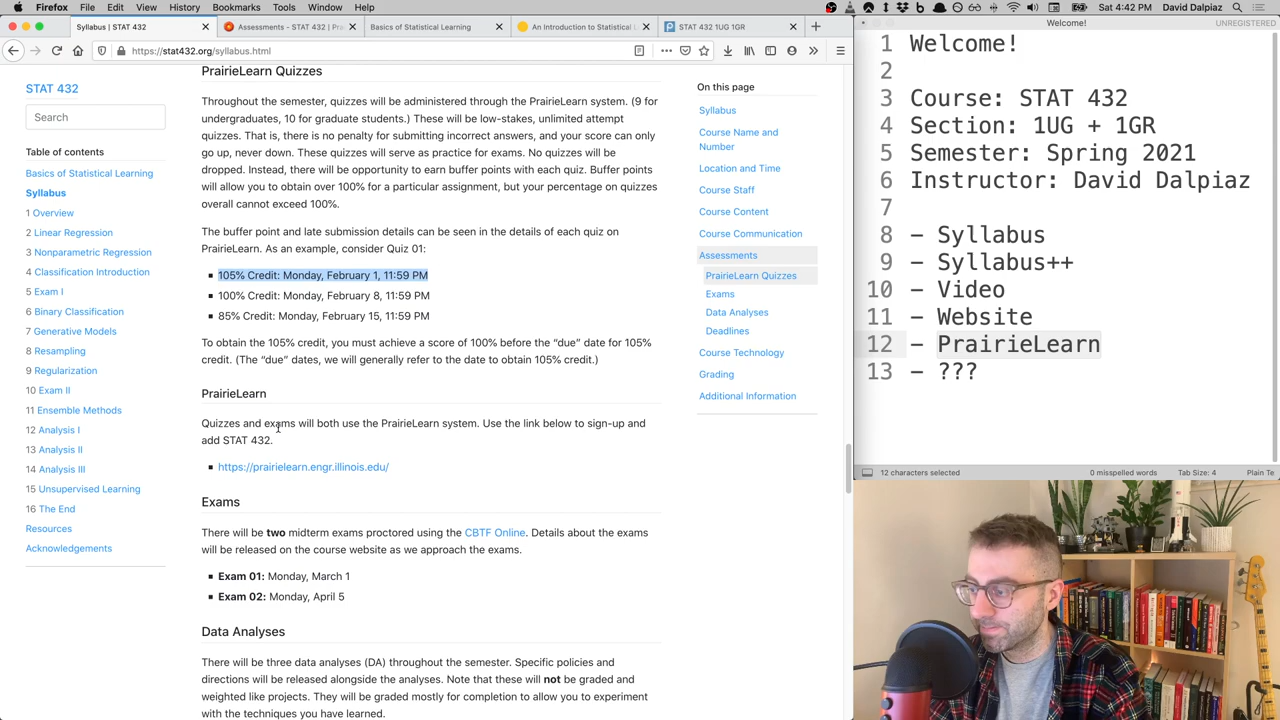 Firefox File Edit View History Bookmarks Tools Window Help
Sat 5:42 PM David Dalpiaz
Syllabus | STAT 432
Assessments - STAT 432 | Pra
Basics of Statistical Learning
An Introduction to Statistical L
STAT 432 1UG 1GR
https://stat432.org/syllabus.html
STAT 432
Search
Table of contents
Basics of Statistical Learning
Syllabus
1 Overview
2 Linear Regression
3 Nonparametric Regression
4 Classification Introduction
5 Exam I
6 Binary Classification
7 Generative Models
8 Resampling
9 Regularization
10 Exam II
11 Ensemble Methods
12 Analysis I
13 Analysis II
14 Analysis III
15 Unsupervised Learning
16 The End
Resources
Acknowledgements
PrairieLearn Quizzes
Throughout the semester, quizzes will be administered through the PrairieLearn system. (9 for
undergraduates, 10 for graduate students.) These will be low-stakes, unlimited attempt
quizzes. That is, there is no penalty for submitting incorrect answers, and your score can only
go up, never down. These quizzes will serve as practice for exams. No quizzes will be
dropped. Instead, there will be opportunity to earn buffer points with each quiz. Buffer points
will allow you to obtain over 100% for a particular assignment, but your percentage on quizzes
overall cannot exceed 100%.
The buffer point and late submission details can be seen in the details of each quiz on
PrairieLearn. As an example, consider Quiz 01:
▪ 105% Credit: Monday, February 1, 11:59 PM
▪ 100% Credit: Monday, February 8, 11:59 PM
▪ 85% Credit: Monday, February 15, 11:59 PM
To obtain the 105% credit, you must achieve a score of 100% before the “due” date for 105%
credit. (The “due” dates, we will generally refer to the date to obtain 105% credit.)
PrairieLearn
Quizzes and exams will both use the PrairieLearn system. Use the link below to sign-up and
add STAT 432.
▪ https://prairielearn.engr.illinois.edu/
Exams
There will be two midterm exams proctored using the CBTF Online. Details about the exams
will be released on the course website as we approach the exams.
▪ Exam 01: Monday, March 1
▪ Exam 02: Monday, April 5
Data Analyses
There will be three data analyses (DA) throughout the semester. Specific policies and
directions will be released alongside the analyses. Note that these will not be graded and
weighted like projects. They will be graded mostly for completion to allow you to experiment
with the techniques you have learned.
On this page
Syllabus
Course Name and
Number
Location and Time
Course Staff
Course Content
Course Communication
Assessments
PrairieLearn Quizzes
Exams
Data Analyses
Deadlines
Course Technology
Grading
Additional Information
Welcome!
UNREGISTERED
1 Welcome!
2
3 Course: STAT 432
4 Section: 1UG + 1GR
5 Semester: Spring 2021
6 Instructor: David Dalpiaz
7
8 - Syllabus
9 - Syllabus++
10 - Video
11 - Website
12 - PrairieLearn
13 - ???
12 characters selected
0 misspelled words
Tab Size: 4
Plain Te